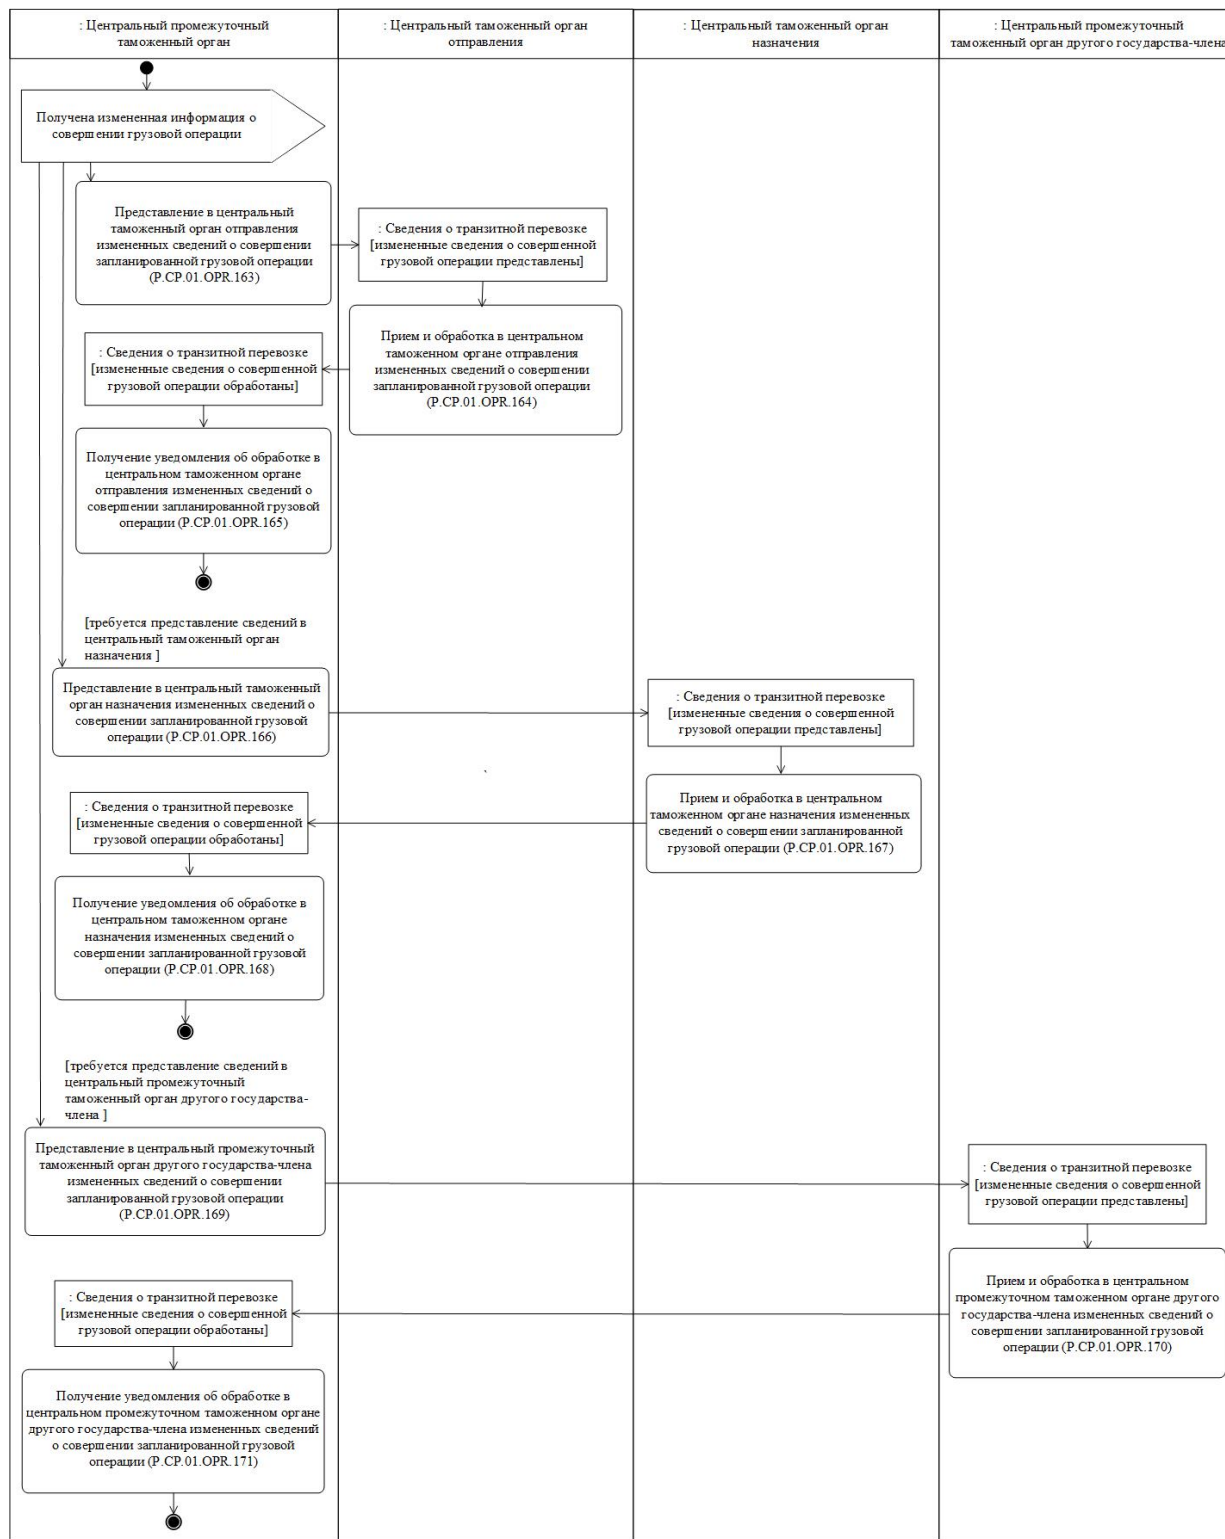 : Центральный промежуточный
таможенный орган
: Центральный таможенный орган
отправления
: Центральный таможенный орган
назначения
: Центральный промежуточный
таможенный орган другого государства-члена
Получена измененная информация о
совершении грузовой операции
Представление в центральный
таможенный орган отправления
измененных сведений о совершении
запланированной грузовой операции
(P.CP.01.OPR.163)
: Сведения о транзитной перевозке
[измененные сведения о совершенной
грузовой операции представлены]
Прием и обработка в центральном
таможенном органе отправления
измененных сведений о совершении
запланированной грузовой операции
(P.CP.01.OPR.164)
: Сведения о транзитной перевозке
[измененные сведения о совершенной
грузовой операции обработаны]
Получение уведомления об обработке в
центральном таможенном органе
отправления измененных сведений о
совершении запланированной грузовой
операции (P.CP.01.OPR.165)
[требуется представление сведений в
центральный таможенный орган
назначения ]
Представление в центральный таможенный
орган назначения измененных сведений о
совершении запланированной грузовой
операции (P.CP.01.OPR.166)
: Сведения о транзитной перевозке
[измененные сведения о совершенной
грузовой операции представлены]
Прием и обработка в центральном
таможенном органе назначения измененных
сведений о совершении запланированной
грузовой операции (P.CP.01.OPR.167)
: Сведения о транзитной перевозке
[измененные сведения о совершенной
грузовой операции обработаны]
Получение уведомления об обработке в
центральном таможенном органе
назначения измененных сведений о
совершении запланированной грузовой
операции (P.CP.01.OPR.168)
[требуется представление сведений в
центральный промежуточный
таможенный орган другого государства-
члена ]
Представление в центральный промежуточный
таможенный орган другого государства-члена
измененных сведений о совершении
запланированной грузовой операции
(P.CP.01.OPR.169)
: Сведения о транзитной перевозке
[измененные сведения о совершенной
грузовой операции представлены]
Прием и обработка в центральном
промежуточном таможенном органе другого
государства-члена измененных сведений о
совершении запланированной грузовой
операции (P.CP.01.OPR.170)
: Сведения о транзитной перевозке
[измененные сведения о совершенной
грузовой операции обработаны]
Получение уведомления об обработке в
центральном промежуточном таможенном органе
другого государства-члена измененных сведений
о совершении запланированной грузовой
операции (P.CP.01.OPR.171)